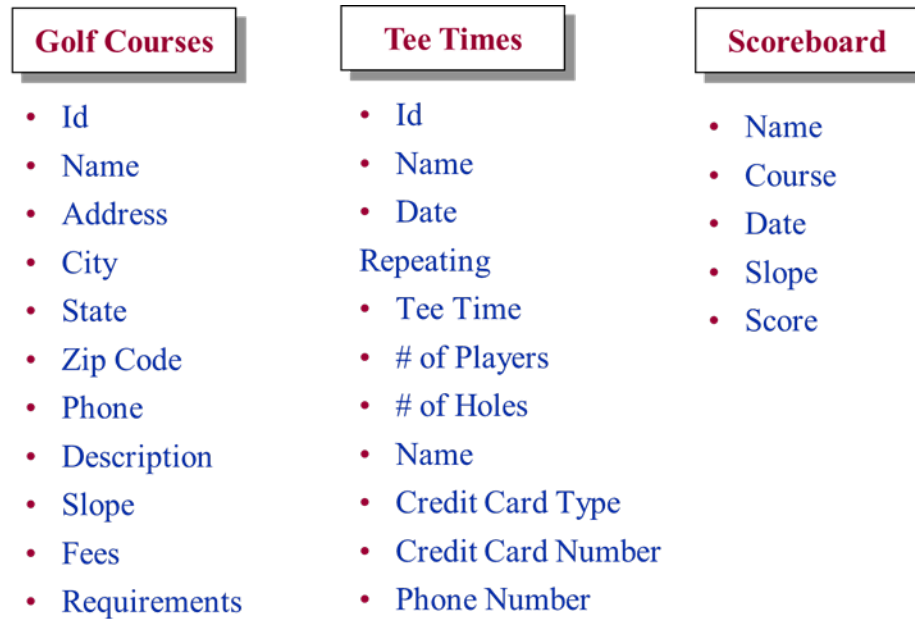 Golf Courses
• Id
• Name
• Address
• City
• State
• Zip Code
• Phone
• Description
• Slope
• Fees
• Requirements
Tee Times
• Id
• Name
• Date
Repeating
• Tee Time
• # of Players
• # of Holes
• Name
• Credit Card Type
• Credit Card Number
• Phone Number
Scoreboard
• Name
• Course
• Date
• Slope
• Score